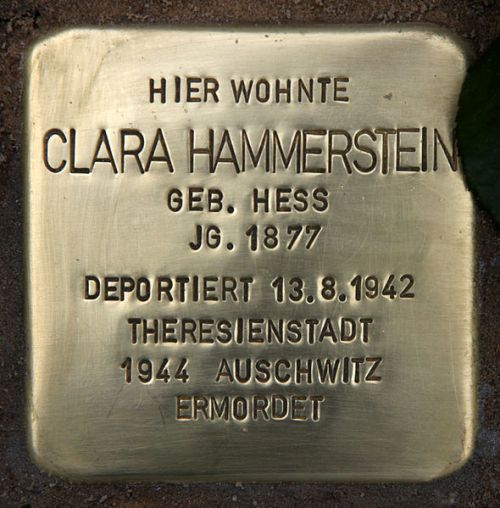 HIER WOHNTE
CLARA HAMMERSTEIN
GEB. HESS
JG. 1877
DEPORTIERT 13.8.1942
THERESIENSTADT
1944 AUSCHWITZ
ERMORDET